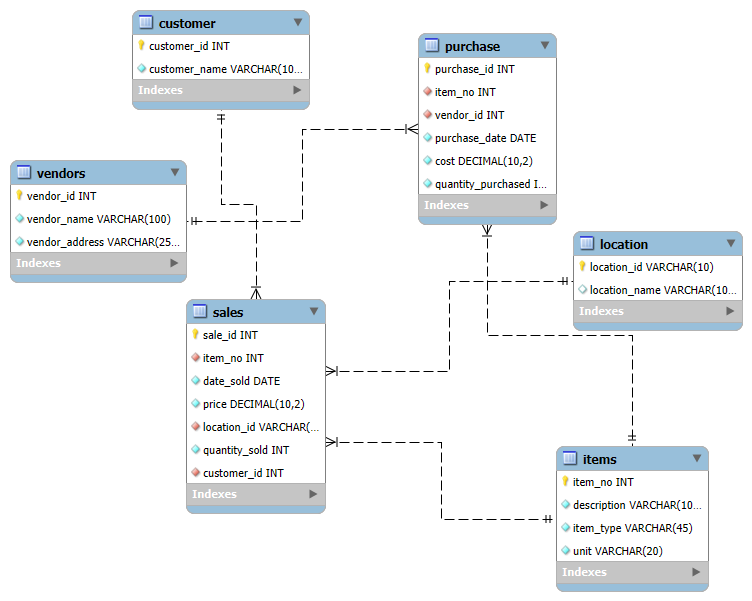 customer
customer_id INT
customer_name VARCHAR(10...
Indexes
purchase
purchase_id INT
item_no INT
vendor_id INT
purchase_date DATE
cost DECIMAL(10,2)
quantity_purchased I...
Indexes
vendors
vendor_id INT
vendor_name VARCHAR(100)
vendor_address VARCHAR(25...
Indexes
location
location_id VARCHAR(10)
location_name VARCHAR(10...
Indexes
sales
sale_id INT
item_no INT
date_sold DATE
price DECIMAL(10,2)
location_id VARCHAR(...
quantity_sold INT
customer_id INT
Indexes
items
item_no INT
description VARCHAR(10...
item_type VARCHAR(45)
unit VARCHAR(20)
Indexes